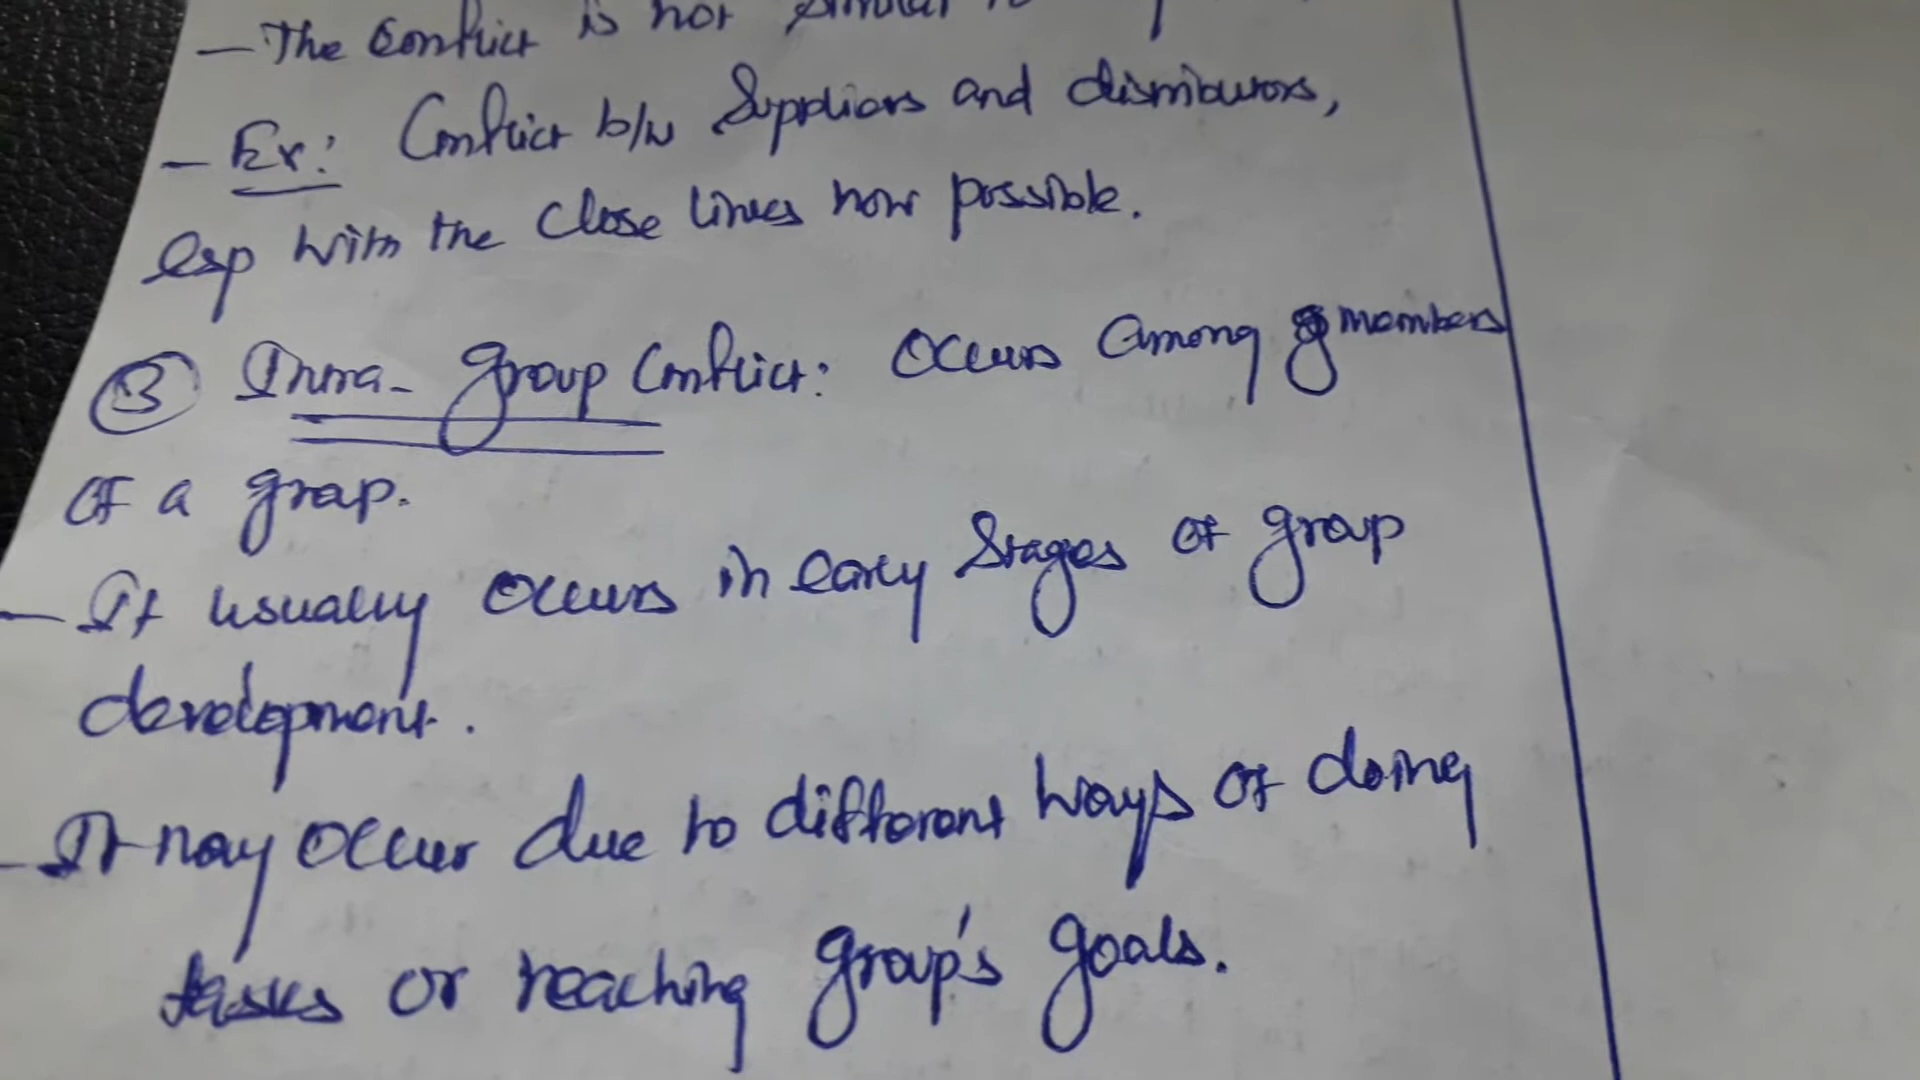 - The Conflict is not similar to
- Ex: Conflict b/w Suppliers and distributors,
esp with the close lines now possible.
③ Intra-group Conflict: Occurs among members
of a group.
- It usually occurs in early stages of group
development.
- It may occur due to different ways of doing
tasks or reaching group's goals.